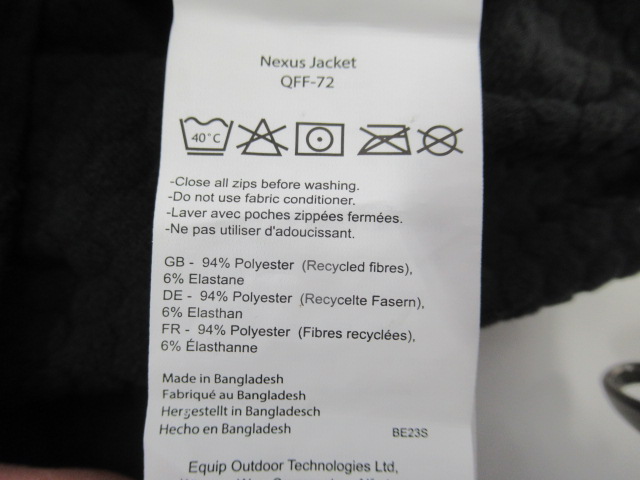 Nexus Jacket
QFF-72
40°C
-Close all zips before washing.
-Do not use fabric conditioner.
-Laver avec poches zippées fermées.
-Ne pas utiliser d'adoucissant.
GB - 94% Polyester (Recycled fibres),
6% Elastane
DE - 94% Polyester (Recycelte Fasern),
6% Elasthan
FR - 94% Polyester (Fibres recyclées),
6% Élasthanne
Made in Bangladesh
Fabriqué au Bangladesh
Hergestellt in Bangladesch
Hecho en Bangladesh
BE23S
Equip Outdoor Technologies Ltd,